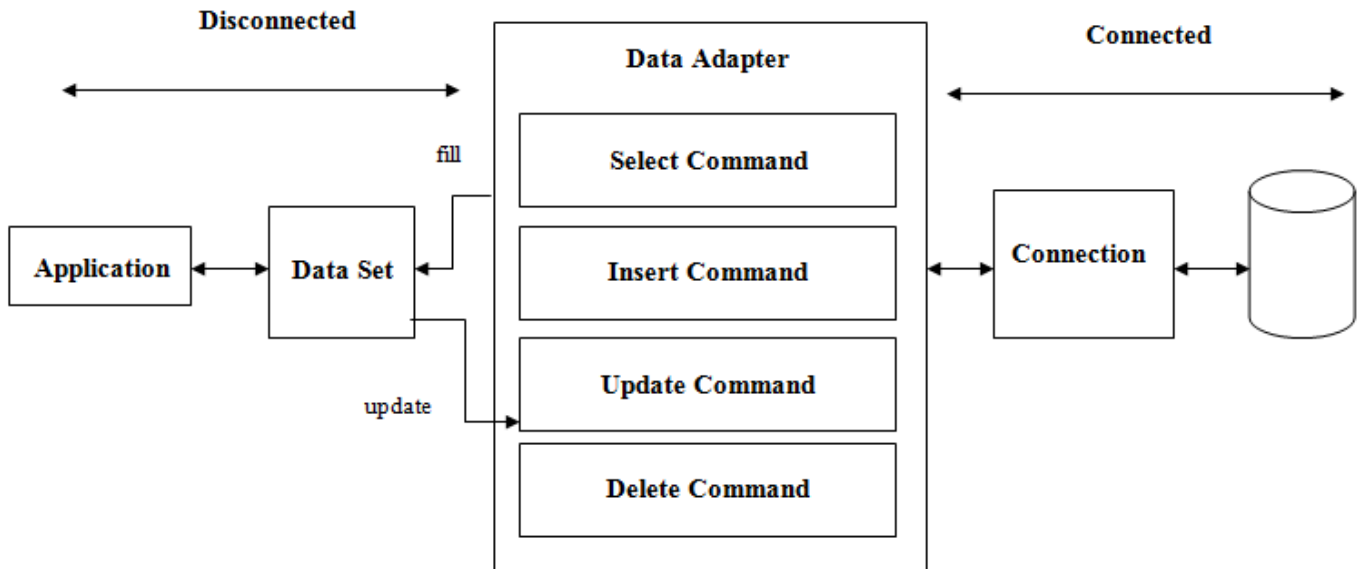 Disconnected
Connected
Data Adapter
fill
Select Command
Application
Data Set
Insert Command
Connection
update
Update Command
Delete Command